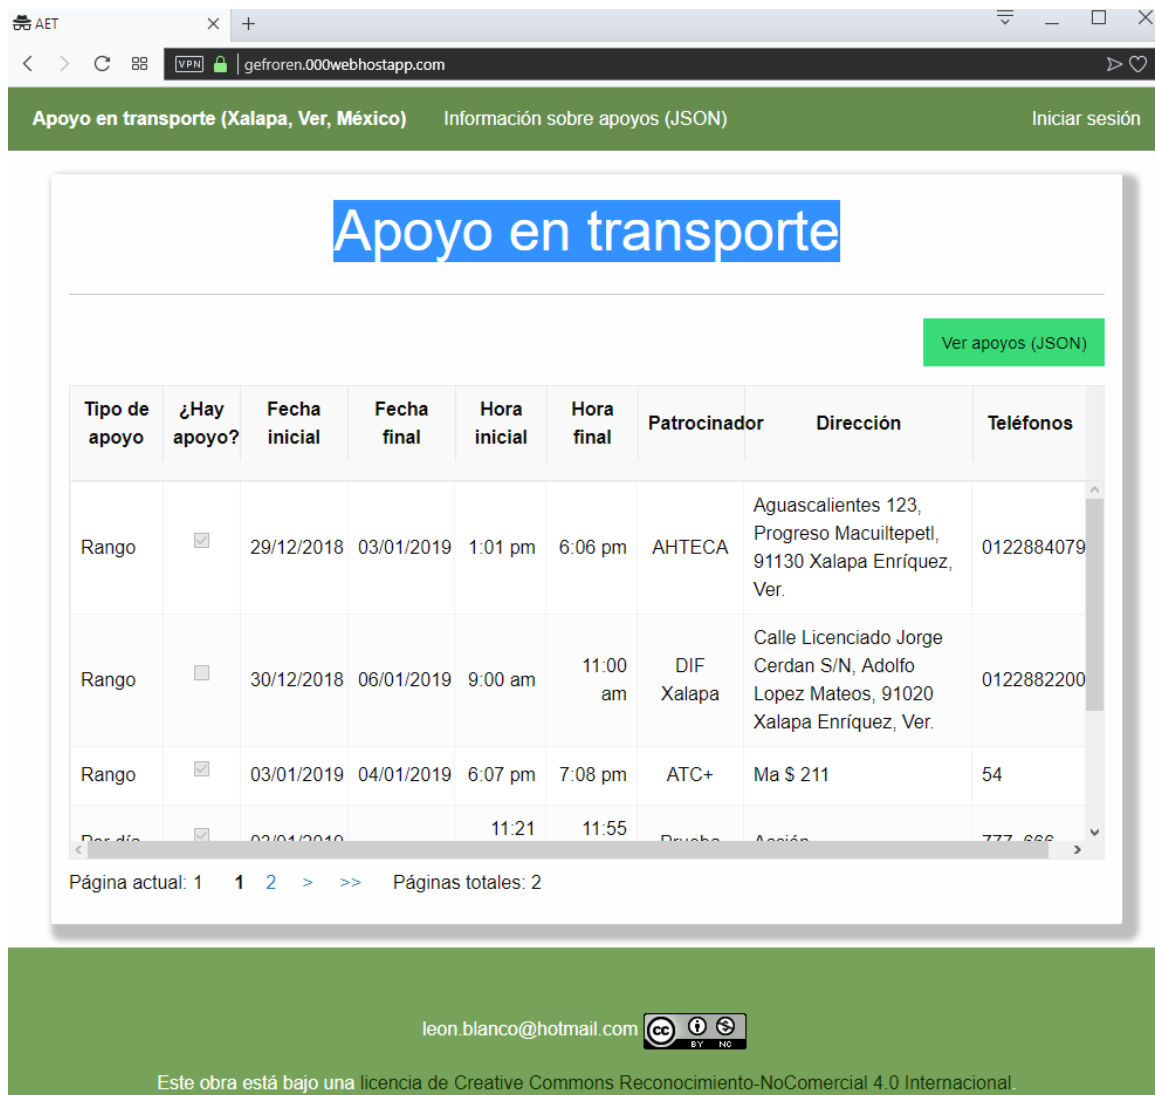 AET
VPN
gefroren.000webhostapp.com
Apoyo en transporte (Xalapa, Ver, México) Información sobre apoyos (JSON) Iniciar sesión
Apoyo en transporte
Ver apoyos (JSON)
Tipo de apoyo ¿Hay apoyo? Fecha inicial Fecha final Hora inicial Hora final Patrocinador Dirección Teléfonos
Rango 29/12/2018 03/01/2019 1:01 pm 6:06 pm AHTECA Aguascalientes 123, Progreso Macuiltepetl, 91130 Xalapa Enríquez, Ver. 0122884079
Rango 30/12/2018 06/01/2019 9:00 am 11:00 am DIF Xalapa Calle Licenciado Jorge Cerdan S/N, Adolfo Lopez Mateos, 91020 Xalapa Enríquez, Ver. 0122882200
Rango 03/01/2019 04/01/2019 6:07 pm 7:08 pm ATC+ Ma $ 211 54
Por día 11:21 11:55 Prueba Acción
Página actual: 1 1 2 > >> Páginas totales: 2
leon.blanco@hotmail.com cc BY NC
Este obra está bajo una licencia de Creative Commons Reconocimiento-NoComercial 4.0 Internacional.